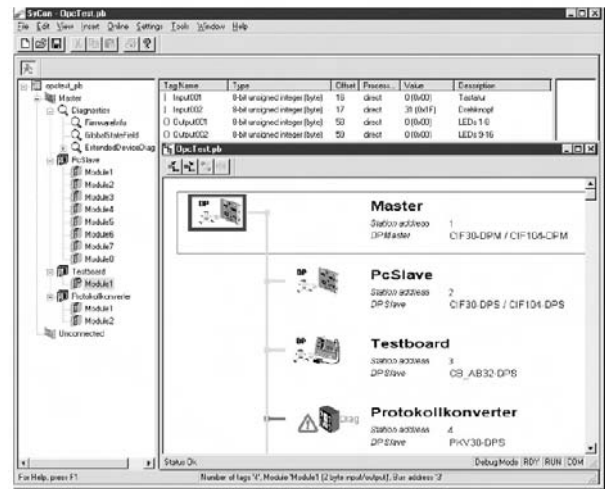 SyCon - OpcTest.pb
File Edit View Insert Online Settings Tools Window Help
opctest_pb
Master
Diagnostics
FirmwareInfo
GlobalStateField
ExtendedDeviceDiag
PcSlave
Module1
Module2
Module3
Module4
Module5
Module6
Module7
Module8
Testboard
Module1
Protokollkonverter
Module1
Module2
Unconnected
TagName Type Offset Process... Value Description
I Input001 8-bit unsigned integer (byte) 16 direct 0 (0x00) Tastatur
I Input002 8-bit unsigned integer (byte) 17 direct 31 (0x1F) Drehknopf
O Output001 8-bit unsigned integer (byte) 58 direct 0 (0x00) LEDs 1-8
O Output002 8-bit unsigned integer (byte) 59 direct 0 (0x00) LEDs 9-16
OpcTest.pb
DP
Master
Station address 1
DP Master CIF30-DPM / CIF104-DPM
DP
PcSlave
Station address 2
DP Slave CIF30-DPS / CIF104-DPS
DP
Testboard
Station address 3
DP Slave CB_AB32-DPS
Diag
Protokollkonverter
Station address 4
DP Slave PKV30-DPS
Status Ok. Debug Mode RDY RUN COM
For Help, press F1 Number of tags '4', Module 'Module1 (2 byte input/output)', Bus address '3'